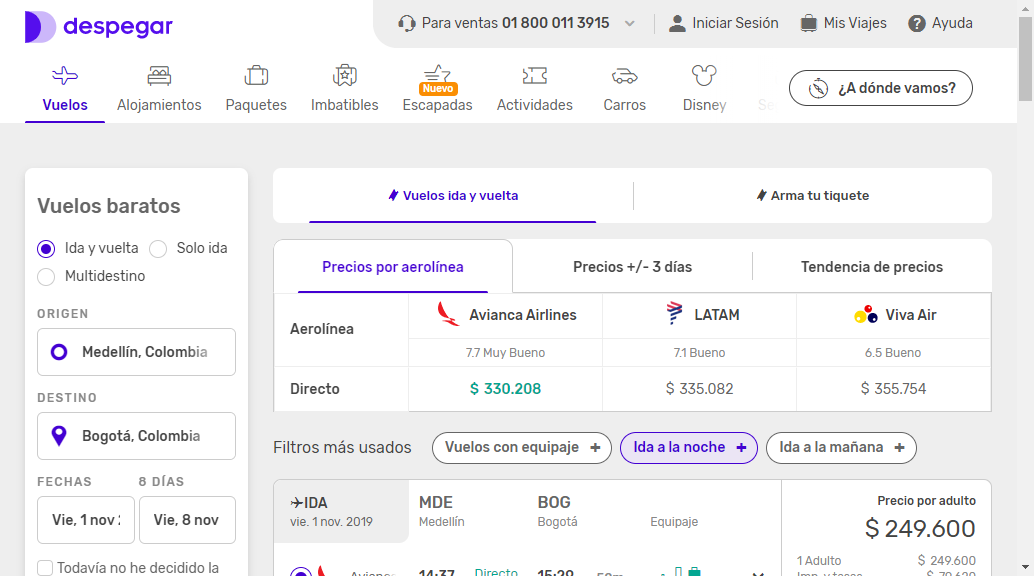 despegar
Para ventas 01 800 011 3915
Iniciar Sesión
Mis Viajes
Ayuda
Vuelos
Alojamientos
Paquetes
Imbatibles
Nuevo
Escapadas
Actividades
Carros
Disney
¿A dónde vamos?
Vuelos baratos
Ida y vuelta
Solo ida
Multidestino
ORIGEN
Medellín, Colombia
DESTINO
Bogotá, Colombia
FECHAS
8 DÍAS
Vie, 1 nov
Vie, 8 nov
Todavía no he decidido la
Vuelos ida y vuelta
Arma tu tiquete
Precios por aerolínea
Precios +/- 3 días
Tendencia de precios
Aerolínea
Avianca Airlines
LATAM
Viva Air
7.7 Muy Bueno
7.1 Bueno
6.5 Bueno
Directo
$ 330.208
$ 335.082
$ 355.754
Filtros más usados
Vuelos con equipaje +
Ida a la noche +
Ida a la mañana +
IDA
vie. 1 nov. 2019
MDE
Medellín
BOG
Bogotá
Equipaje
Precio por adulto
$ 249.600
1 Adulto
$ 249.600
14:37
Directo
15:29